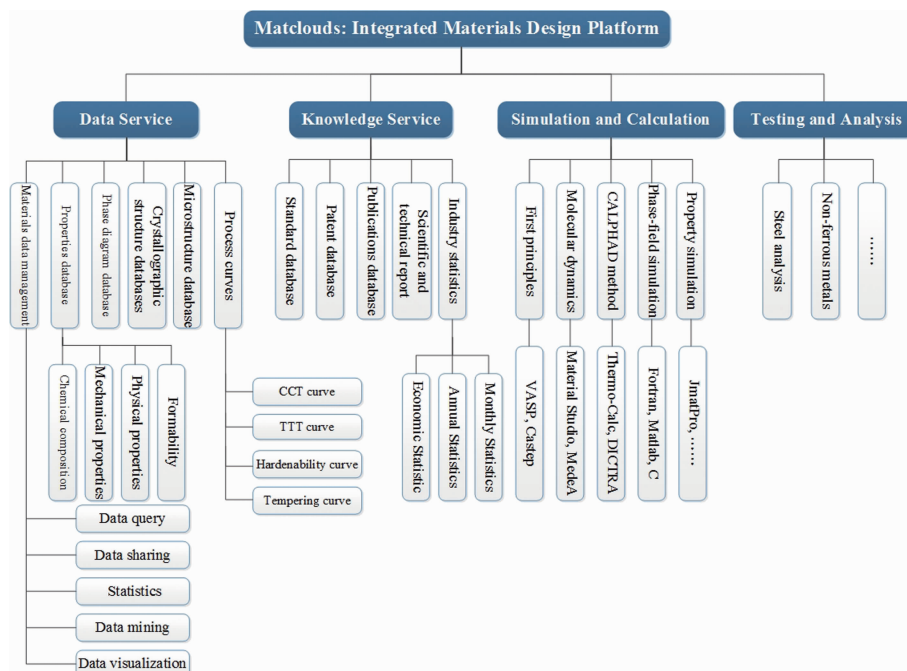 Matclouds: Integrated Materials Design Platform
Data Service
Knowledge Service
Simulation and Calculation
Testing and Analysis
Materials data management
Properties database
Phase diagram database
Crystallographic
structure databases
Microstructure database
Process curves
Standard database
Patent database
Publications database
Scientific and
technical report
Industry statistics
First principles
Molecular dynamics
CALPHAD method
Phase-field simulation
Property simulation
Steel analysis
Non-ferrous metals
......
Chemical composition
Mechanical properties
Physical properties
Formability
CCT curve
TTT curve
Hardenability curve
Tempering curve
Economic Statistic
Annual Statistics
Monthly Statistics
VASP, Castep
Material Studio, MedeA
Thermo-Calc, DICTRA
Fortran, Matlab, C
JmatPro, ......
Data query
Data sharing
Statistics
Data mining
Data visualization